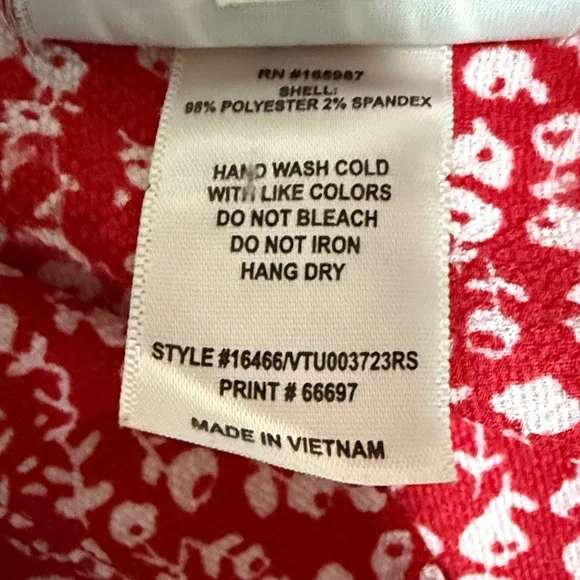 RN #165987
SHELL:
98% POLYESTER 2% SPANDEX
HAND WASH COLD
WITH LIKE COLORS
DO NOT BLEACH
DO NOT IRON
HANG DRY
STYLE #16466/VTU003723RS
PRINT # 66697
MADE IN VIETNAM